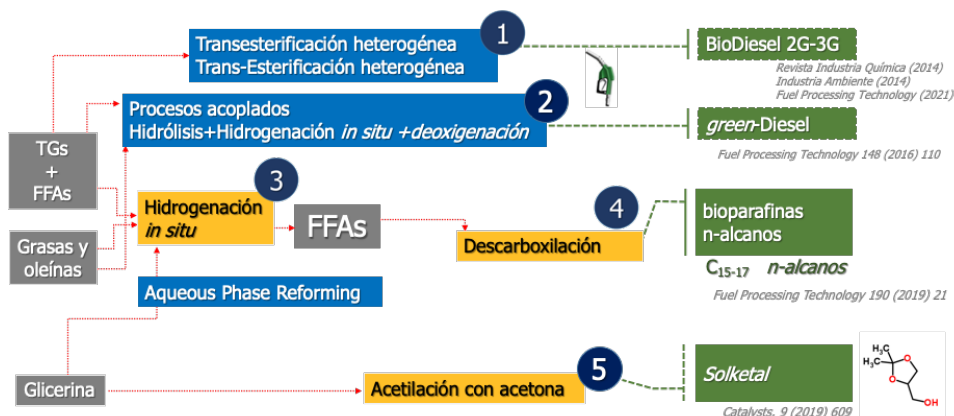 1
Transesterificación heterogénea
Trans-Esterificación heterogénea
BioDiesel 2G-3G
Revista Industria Química (2014)
Industria Ambiente (2014)
Fuel Processing Technology (2021)
2
Procesos acoplados
Hidrólisis+Hidrogenación in situ +deoxigenación
green-Diesel
Fuel Processing Technology 148 (2016) 110
TGs
+
FFAs
3
Hidrogenación
in situ
FFAs
4
Descarboxilación
bioparafinas
n-alcanos
C15-17 n-alcanos
Fuel Processing Technology 190 (2019) 21
Grasas y
oleínas
Aqueous Phase Reforming
Glicerina
Acetilación con acetona
5
Solketal
Catalysts, 9 (2019) 609
H3C
H3C
O
O
OH